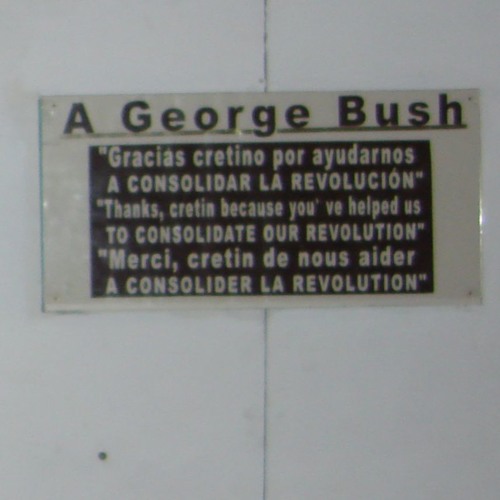 A George Bush
"Gracias cretino por ayudarnos
A CONSOLIDAR LA REVOLUCIÓN"
"Thanks, cretin because you' ve helped us
TO CONSOLIDATE OUR REVOLUTION"
"Merci, cretin de nous aider
A CONSOLIDER LA REVOLUTION"